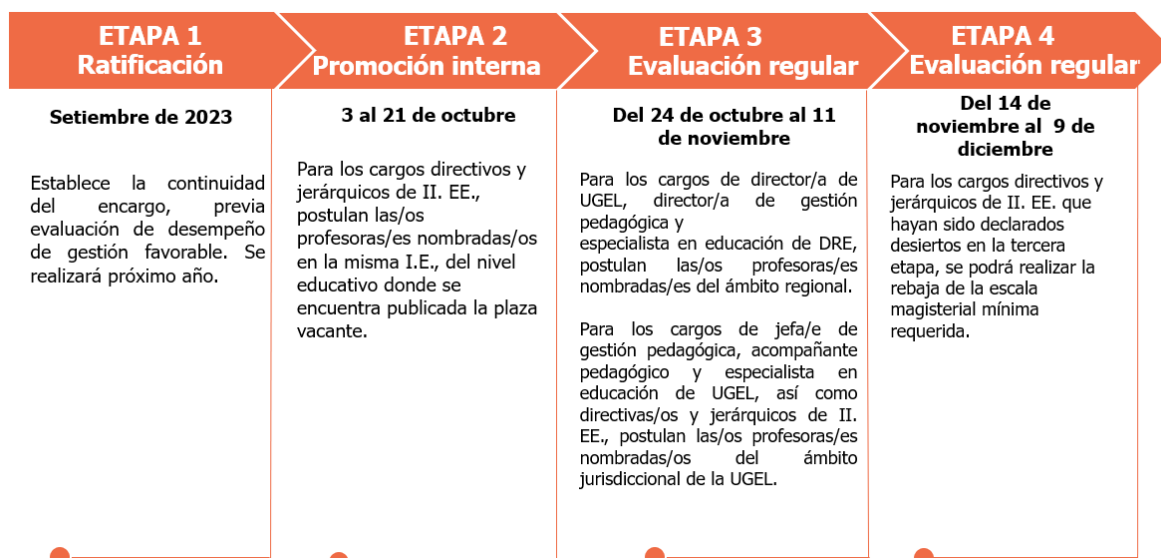 ETAPA 1
Ratificación
Setiembre de 2023
Establece la continuidad
del encargo, previa
evaluación de desempeño
de gestión favorable. Se
realizará próximo año.
ETAPA 2
Promoción interna
3 al 21 de octubre
Para los cargos directivos y
jerárquicos de II. EE.,
postulan las/os
profesoras/es nombradas/os
en la misma I.E., del nivel
educativo donde se
encuentra publicada la plaza
vacante.
ETAPA 3
Evaluación regular
Del 24 de octubre al 11
de noviembre
Para los cargos de director/a de
UGEL, director/a de gestión
pedagógica y
especialista en educación de DRE,
postulan las/os profesoras/es
nombradas/es del ámbito regional.
Para los cargos de jefa/e de
gestión pedagógica, acompañante
pedagógico y especialista en
educación de UGEL, así como
directivas/os y jerárquicos de II.
EE., postulan las/os profesoras/es
nombradas/os del ámbito
jurisdiccional de la UGEL.
ETAPA 4
Evaluación regular
Del 14 de
noviembre al 9 de
diciembre
Para los cargos directivos y
jerárquicos de II. EE. que
hayan sido declarados
desiertos en la tercera
etapa, se podrá realizar la
rebaja de la escala
magisterial mínima
requerida.